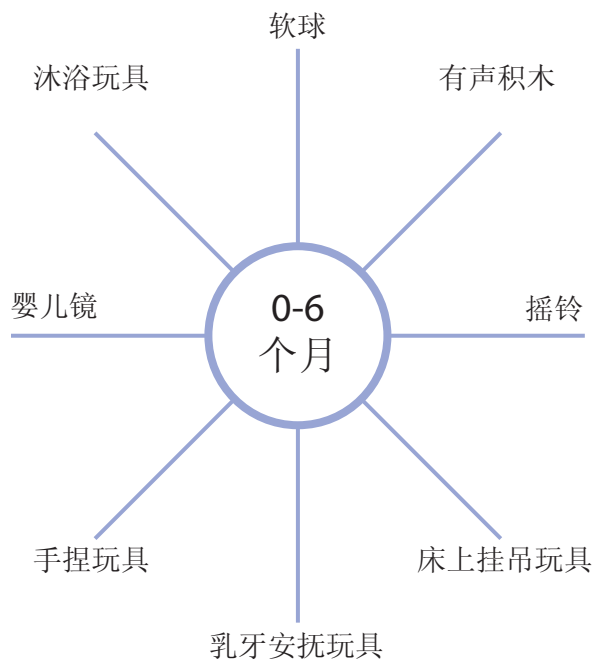 软球
沐浴玩具
有声积木
婴儿镜
0-6
个月
摇铃
手捏玩具
床上挂吊玩具
乳牙安抚玩具